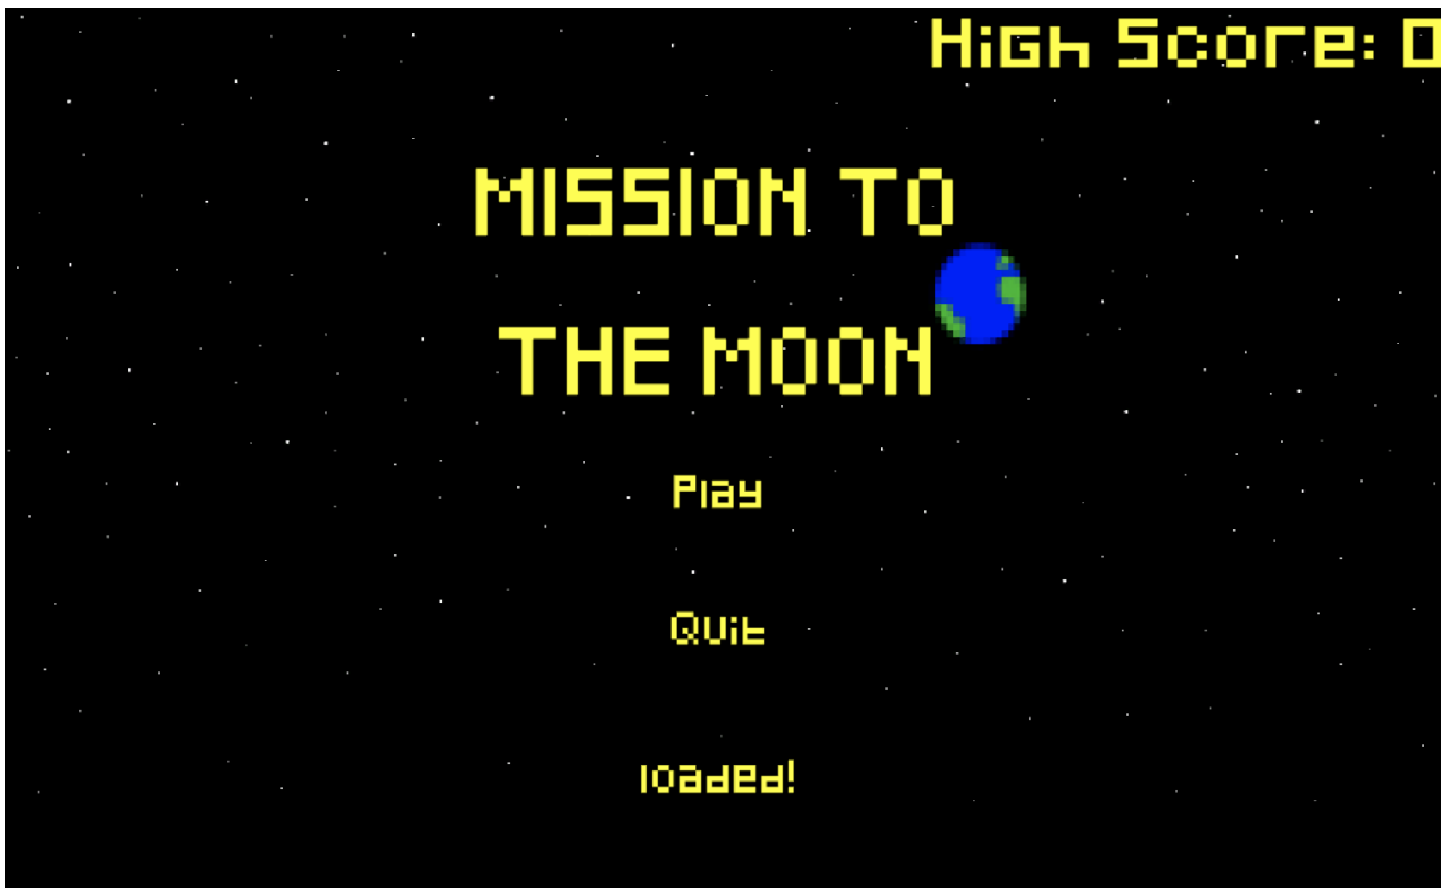 High Score: 0
MISSION TO
THE MOON
Play
Quit
loaded!